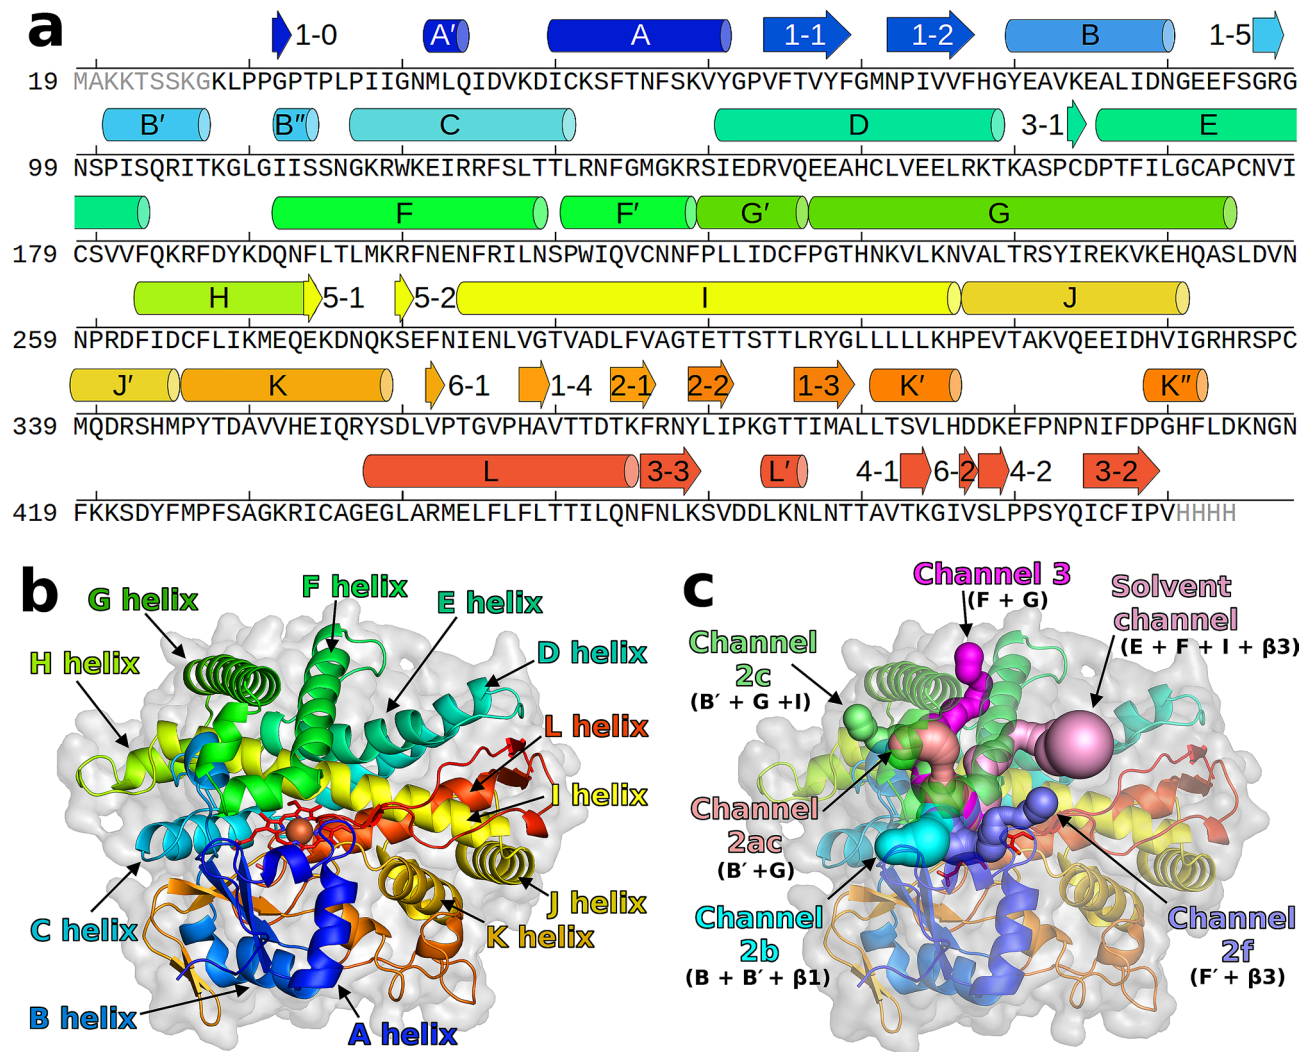 a
1-0 A′ A 1-1 1-2 B 1-5
19 MAKKTSSKGKLPPGPTPLPIIGNMLQIDVKDICKSFTNFSKVYGPVFTVYFGMNPIVVFHGYEAVKEALIDNGEEFSGRG
B′ B″ C D 3-1 E
99 NSPISQRITKGLGIISSNGKRWKEIRRFSLTTLRNFGMGKRSIEDRVQEEAHCLVEELRKTKASPCDPTFILGCAPCNVI
F F′ G′ G
179 CSVVFQKRFDYKDQNFLTLMKRFNENFRILNSPWIQVCNNFPLLIDCFPGTHNKVLKNVALTRSYIREKVKEHQASLDVN
H 5-1 5-2 I J
259 NPRDFIDCFLIKMEQEKDNQKSEFNIENLVGTVADLFVAGTETTSTTLRYGLLLLLKHPEVTAKVQEEIDHVIGRHRSPC
J′ K 6-1 1-4 2-1 2-2 1-3 K′ K″
339 MQDRSHMPYTDAVVHEIQRYSDLVPTGVPHAVTTDTKFRNYLIPKGTTIMALLTSVLHDDKEFPNPNIFDPGHFLDKNGN
L 3-3 L′ 4-1 6-2 4-2 3-2
419 FKKSDYFMPFSAGKRICAGEGLARMELFLFLTTILQNFNLKSVDDLKNLNTTAVTKGIVSLPPSYQICFIPVHHHH
b
F helix
G helix
E helix
H helix
D helix
L helix
I helix
J helix
C helix
K helix
B helix
A helix
c
Channel 3
(F + G)
Solvent
channel
(E + F + I + β3)
Channel
2c
(B′ + G +I)
Channel
2ac
(B′ +G)
Channel
2b
(B + B′ + β1)
Channel
2f
(F′ + β3)